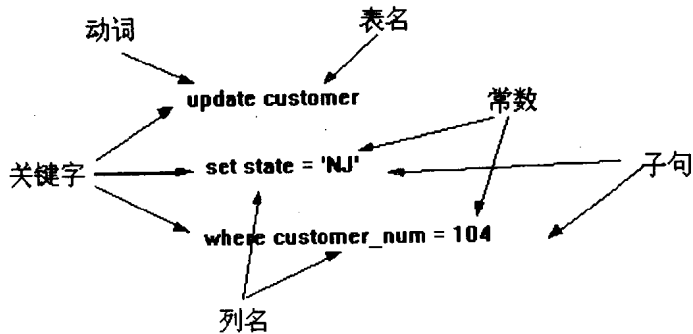 动词
表名
update customer
常数
关键字
set state = 'NJ'
子句
where customer_num = 104
列名